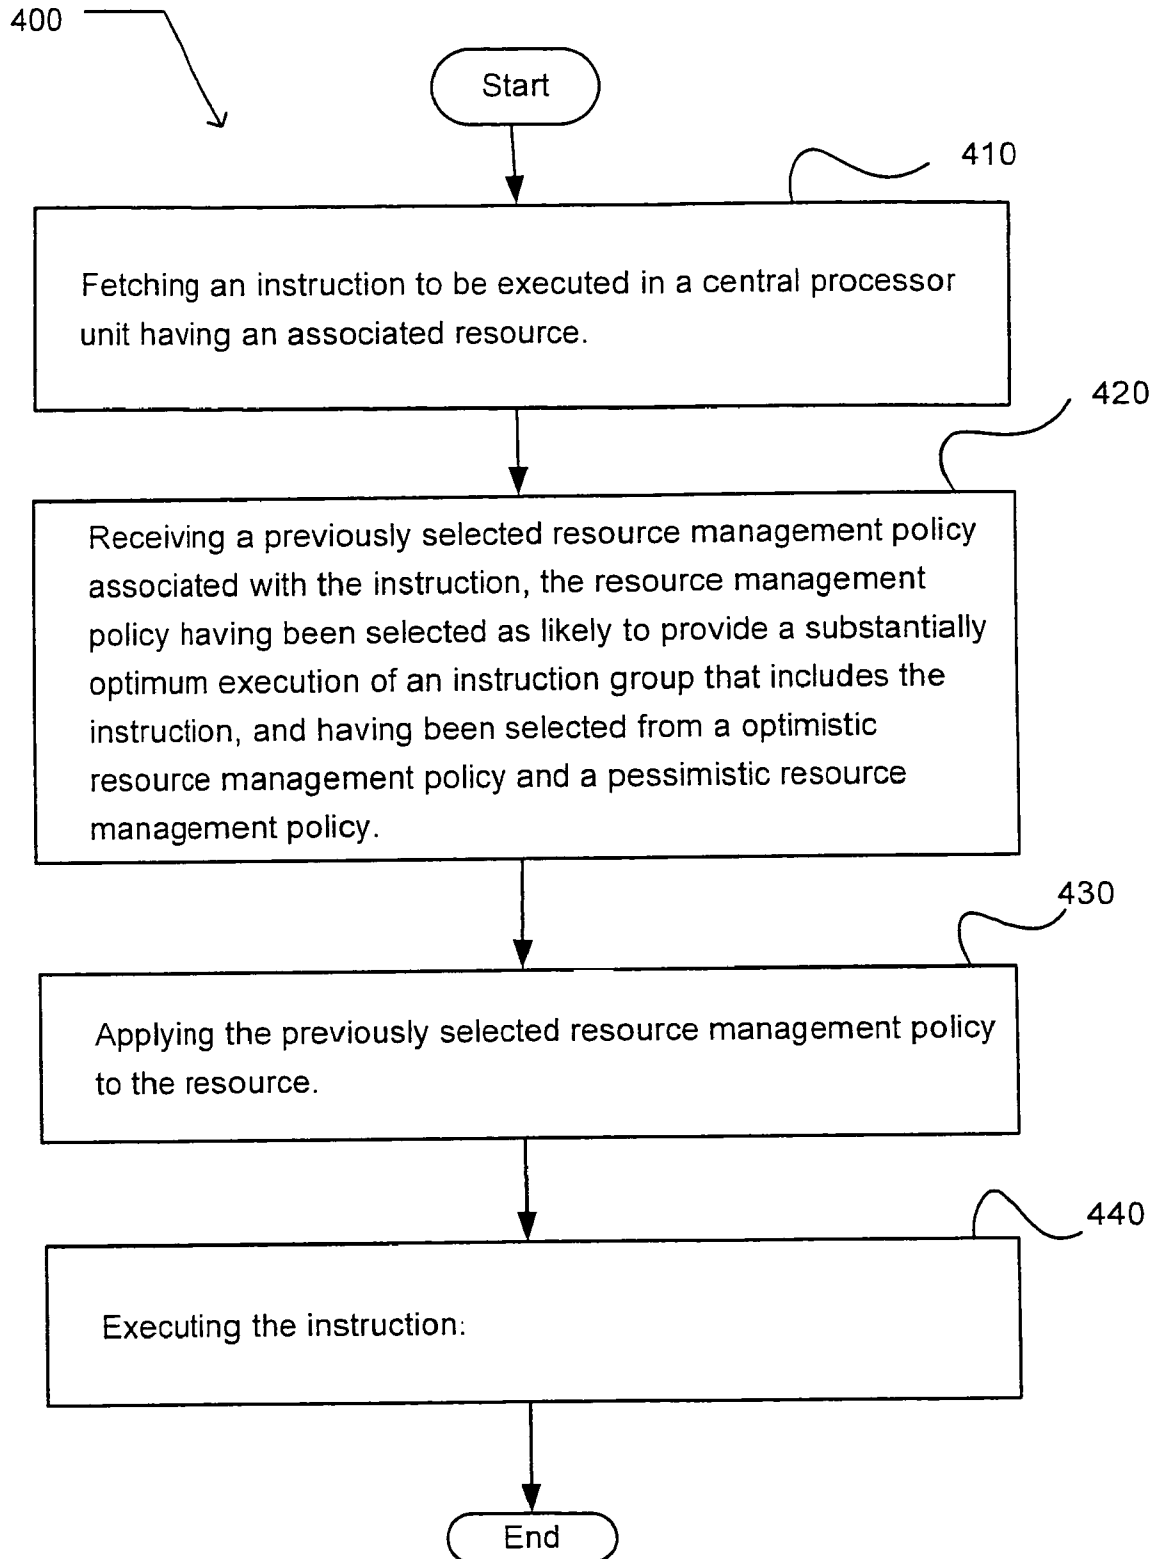 400
Start
410
Fetching an instruction to be executed in a central processor
unit having an associated resource.
420
Receiving a previously selected resource management policy
associated with the instruction, the resource management
policy having been selected as likely to provide a substantially
optimum execution of an instruction group that includes the
instruction, and having been selected from a optimistic
resource management policy and a pessimistic resource
management policy.
430
Applying the previously selected resource management policy
to the resource.
440
Executing the instruction:
End